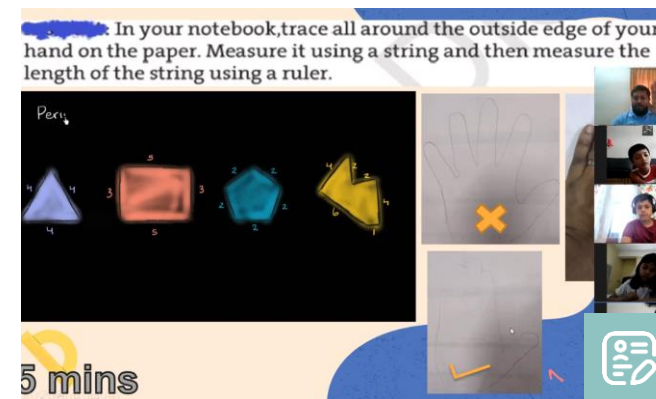 In your notebook,trace all around the outside edge of your
hand on the paper. Measure it using a string and then measure the
length of the string using a ruler.
Peri
4 4
4
5
3 3
5
2 2
2 2
2
4 2
2
6 4
1
5 mins